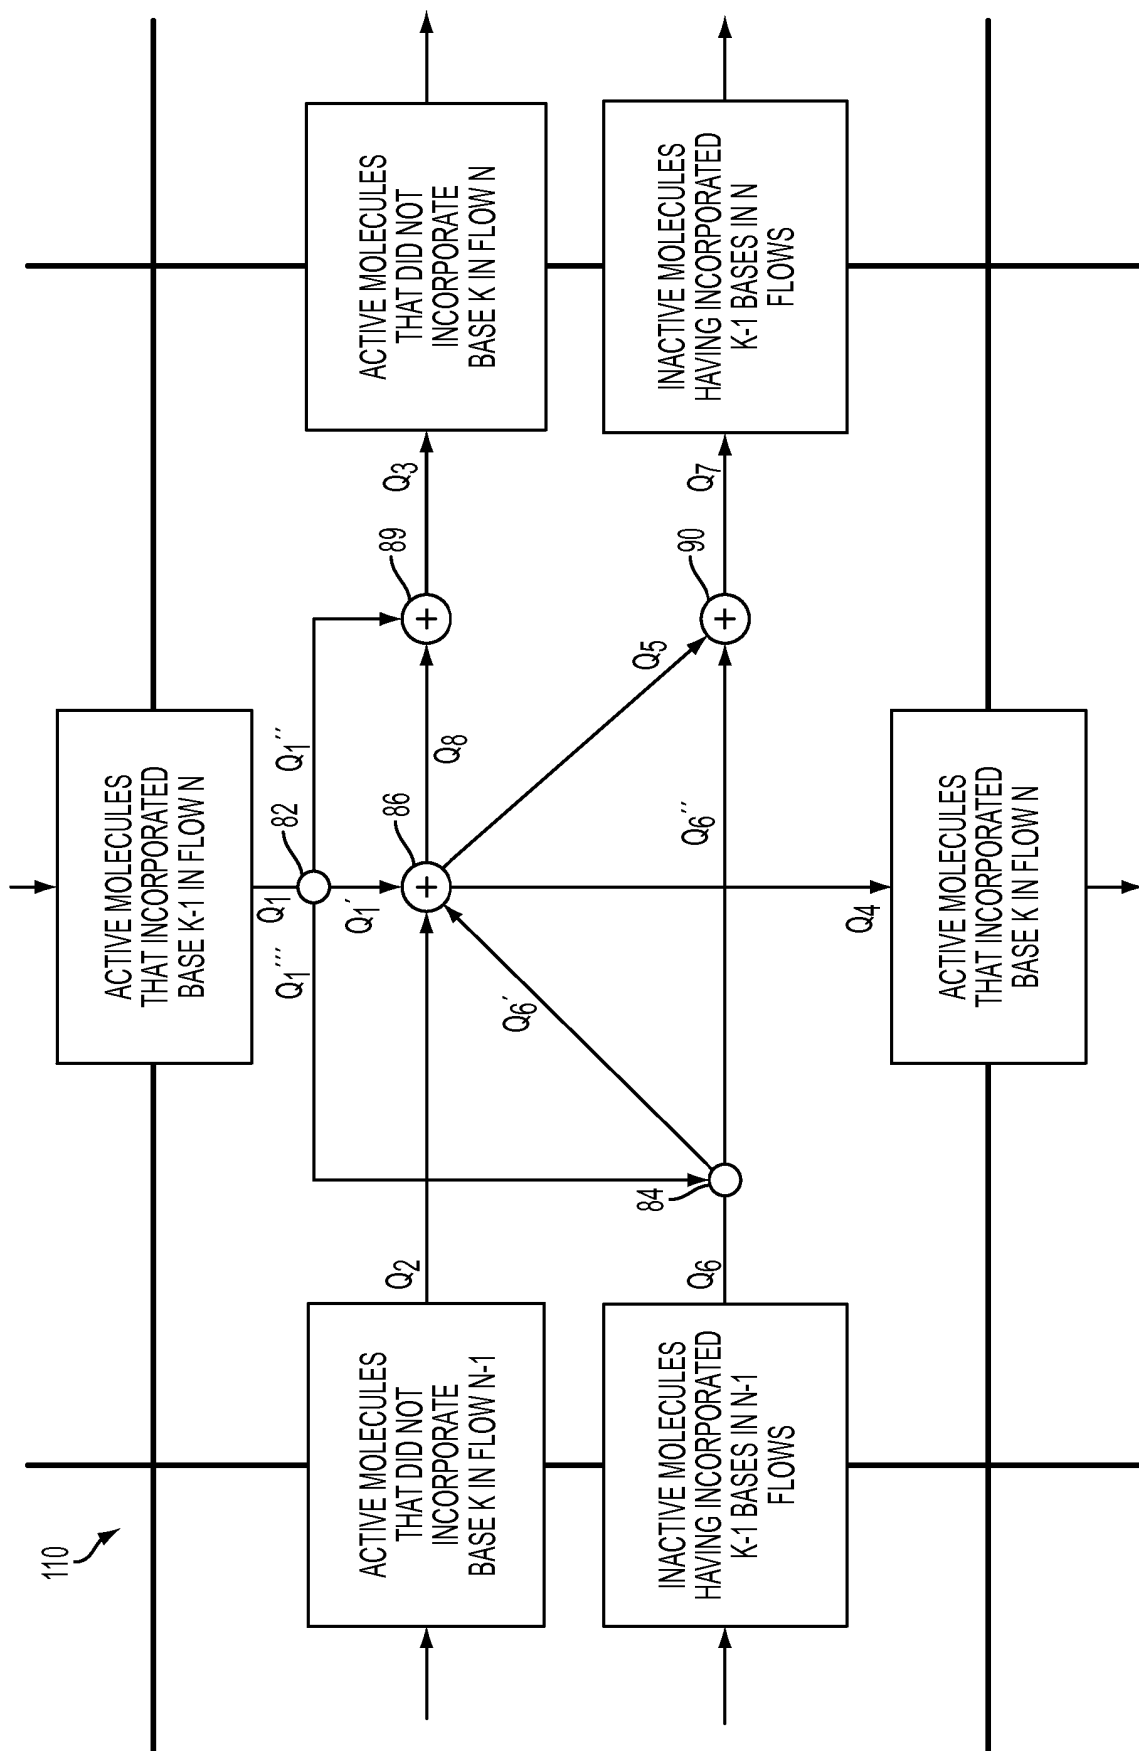 110
ACTIVE MOLECULES
THAT INCORPORATED
BASE K-1 IN FLOW N
Q1
82
Q1'''
Q1''
Q1'
ACTIVE MOLECULES
THAT DID NOT
INCORPORATE
BASE K IN FLOW N-1
Q2
86
+
Q8
89
+
Q3
ACTIVE MOLECULES
THAT DID NOT
INCORPORATE
BASE K IN FLOW N
Q6'
Q5
INACTIVE MOLECULES
HAVING INCORPORATED
K-1 BASES IN N-1
FLOWS
Q6
84
Q6''
90
+
Q7
INACTIVE MOLECULES
HAVING INCORPORATED
K-1 BASES IN N
FLOWS
Q4
ACTIVE MOLECULES
THAT INCORPORATED
BASE K IN FLOW N